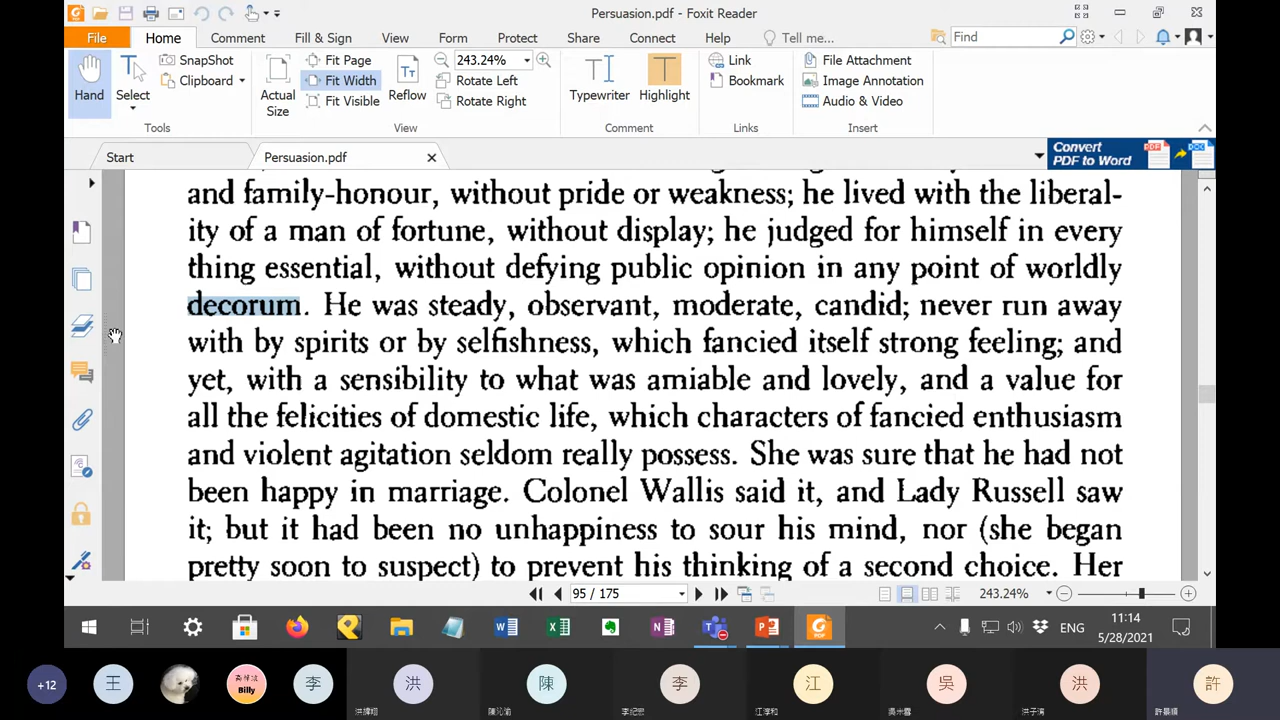 Persuasion.pdf - Foxit Reader
File Home Comment Fill & Sign View Form Protect Share Connect Help Tell me... Find
Hand
Select
SnapShot
Clipboard
Tools
Actual Size
Fit Page
Fit Width
Fit Visible
Reflow
243.24%
Rotate Left
Rotate Right
View
Typewriter
Highlight
Comment
Link
Bookmark
Links
File Attachment
Image Annotation
Audio & Video
Insert
Start
Persuasion.pdf
Convert
PDF to Word
and family-honour, without pride or weakness; he lived with the liberal-
ity of a man of fortune, without display; he judged for himself in every
thing essential, without defying public opinion in any point of worldly
decorum. He was steady, observant, moderate, candid; never run away
with by spirits or by selfishness, which fancied itself strong feeling; and
yet, with a sensibility to what was amiable and lovely, and a value for
all the felicities of domestic life, which characters of fancied enthusiasm
and violent agitation seldom really possess. She was sure that he had not
been happy in marriage. Colonel Wallis said it, and Lady Russell saw
it; but it had been no unhappiness to sour his mind, nor (she began
pretty soon to suspect) to prevent his thinking of a second choice. Her
95 / 175
243.24%
ENG
11:14
5/28/2021
+12 王 Billy 李 洪 陳 李 江 吳 洪 許